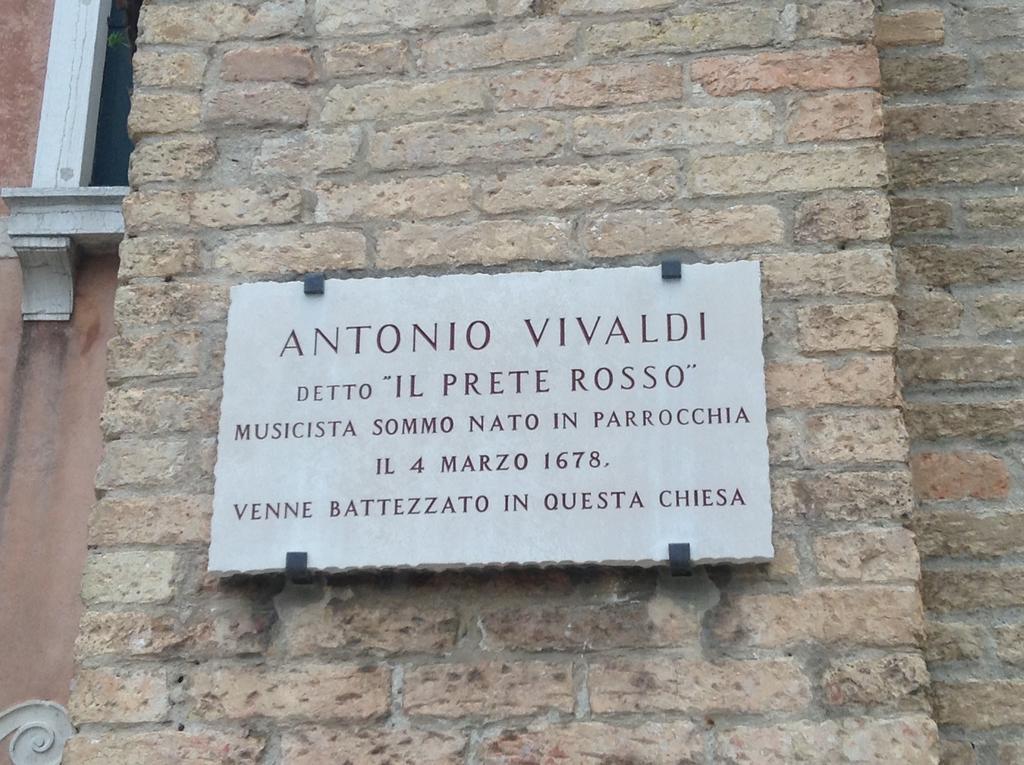 ANTONIO VIVALDI
DETTO "IL PRETE ROSSO"
MUSICISTA SOMMO NATO IN PARROCCHIA
IL 4 MARZO 1678,
VENNE BATTEZZATO IN QUESTA CHIESA